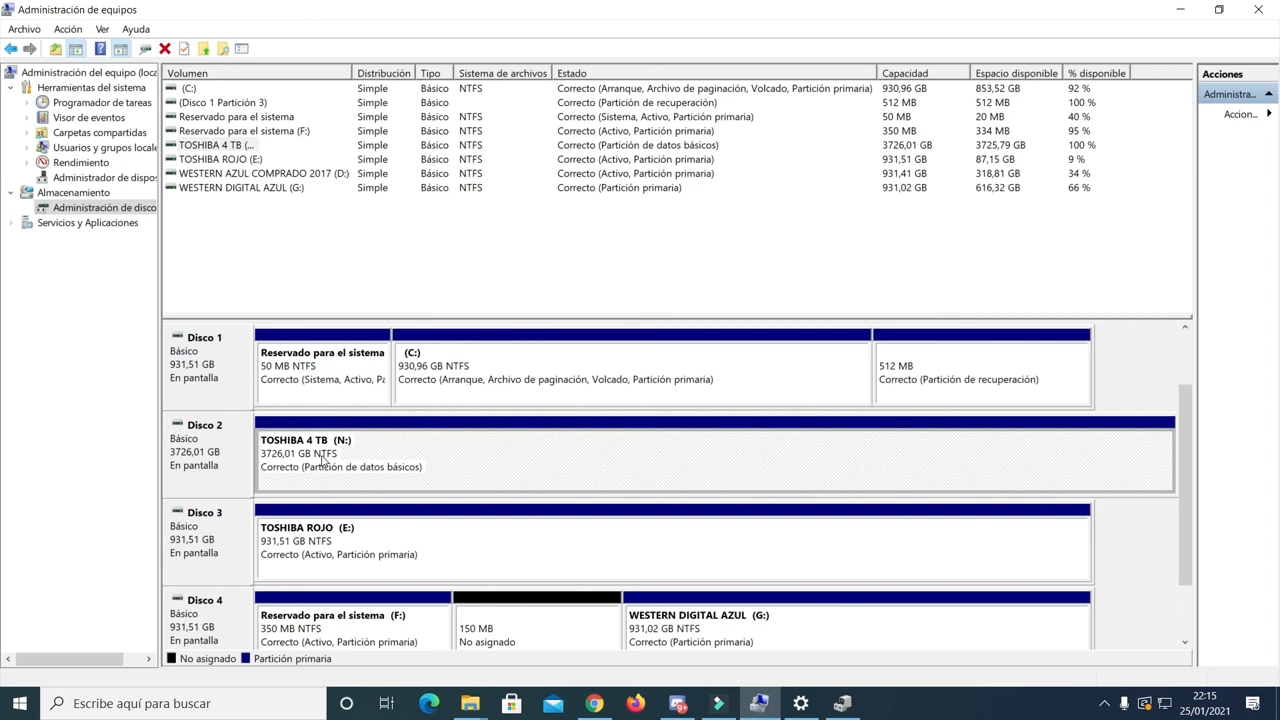 Administración de equipos
Archivo Acción Ver Ayuda
Administración del equipo (loca
Herramientas del sistema
Programador de tareas
Visor de eventos
Carpetas compartidas
Usuarios y grupos locale
Rendimiento
Administrador de dispos
Almacenamiento
Administración de disco
Servicios y Aplicaciones
Volumen Distribución Tipo Sistema de archivos Estado Capacidad Espacio disponible % disponible
(C:) Simple Básico NTFS Correcto (Arranque, Archivo de paginación, Volcado, Partición primaria) 930,96 GB 853,52 GB 92 %
(Disco 1 Partición 3) Simple Básico Correcto (Partición de recuperación) 512 MB 512 MB 100 %
Reservado para el sistema Simple Básico NTFS Correcto (Sistema, Activo, Partición primaria) 50 MB 20 MB 40 %
Reservado para el sistema (F:) Simple Básico NTFS Correcto (Activo, Partición primaria) 350 MB 334 MB 95 %
TOSHIBA 4 TB (... Simple Básico NTFS Correcto (Partición de datos básicos) 3726,01 GB 3725,79 GB 100 %
TOSHIBA ROJO (E:) Simple Básico NTFS Correcto (Activo, Partición primaria) 931,51 GB 87,15 GB 9 %
WESTERN AZUL COMPRADO 2017 (D:) Simple Básico NTFS Correcto (Activo, Partición primaria) 931,41 GB 318,81 GB 34 %
WESTERN DIGITAL AZUL (G:) Simple Básico NTFS Correcto (Partición primaria) 931,02 GB 616,32 GB 66 %
Acciones
Administra...
Accion...
Disco 1
Básico
931,51 GB
En pantalla
Reservado para el sistema
50 MB NTFS
Correcto (Sistema, Activo, Pa
(C:)
930,96 GB NTFS
Correcto (Arranque, Archivo de paginación, Volcado, Partición primaria)
512 MB
Correcto (Partición de recuperación)
Disco 2
Básico
3726,01 GB
En pantalla
TOSHIBA 4 TB (N:)
3726,01 GB NTFS
Correcto (Partición de datos básicos)
Disco 3
Básico
931,51 GB
En pantalla
TOSHIBA ROJO (E:)
931,51 GB NTFS
Correcto (Activo, Partición primaria)
Disco 4
Básico
931,51 GB
En pantalla
Reservado para el sistema (F:)
350 MB NTFS
Correcto (Activo, Partición primaria)
150 MB
No asignado
WESTERN DIGITAL AZUL (G:)
931,02 GB NTFS
Correcto (Partición primaria)
No asignado Partición primaria
Escribe aquí para buscar
22:15
25/01/2021